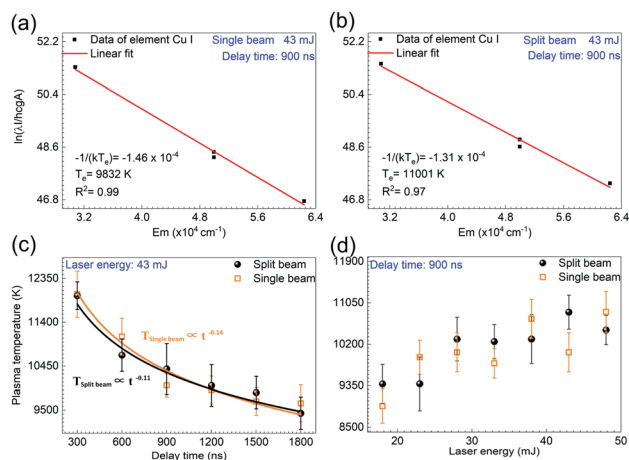 (a)
Data of element Cu I
Linear fit
Single beam 43 mJ
Delay time: 900 ns
-1/(kTe)= -1.46 x 10⁻⁴
Te= 9832 K
R²= 0.99
ln(λI/hcgA)
52.2
50.4
48.6
46.8
3.2
4.0
4.8
5.6
6.4
Em (x10⁴ cm⁻¹)
(b)
Data of element Cu I
Linear fit
Split beam 43 mJ
Delay time: 900 ns
-1/(kTe)= -1.31 x 10⁻⁴
Te= 11001 K
R²= 0.97
52.2
50.4
48.6
46.8
3.2
4.0
4.8
5.6
6.4
Em (x10⁴ cm⁻¹)
(c)
Laser energy: 43 mJ
Split beam
Single beam
TSingle beam ∝ t⁻⁰·¹⁴
TSplit beam ∝ t⁻⁰·¹¹
Plasma temperature (K)
12350
11400
10450
9500
300
600
900
1200
1500
1800
Delay time (ns)
(d)
Delay time: 900 ns
Split beam
Single beam
11900
11050
10200
9350
8500
20
30
40
50
Laser energy (mJ)